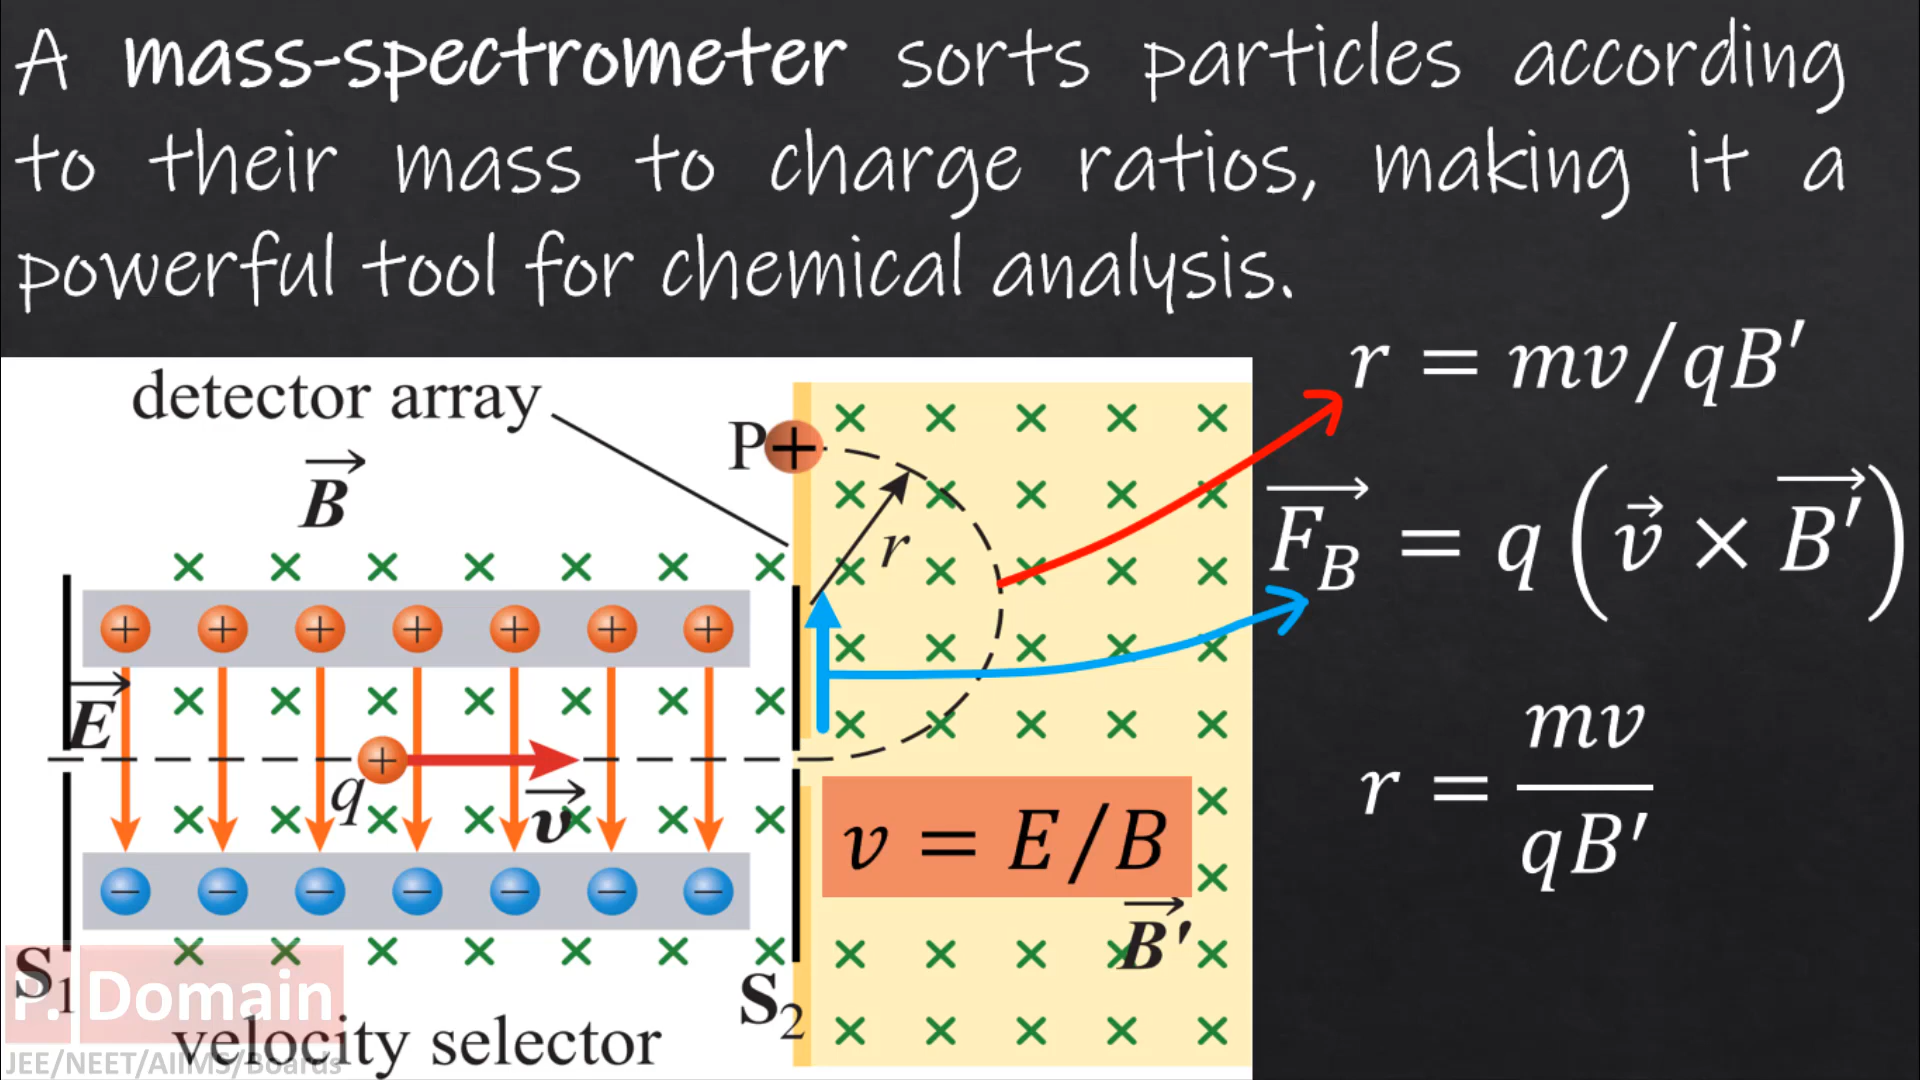 A mass-spectrometer sorts particles according
to their mass to charge ratios, making it a
powerful tool for chemical analysis.
r = mv/qB′
detector array
P+
B⃗
r
F_B⃗ = q (v⃗ × B′⃗)
+ + + + + + +
E⃗
+
q
v⃗
r = mv/qB′
v = E/B
− − − − − − −
B′⃗
S₁
P. Domain
S₂
velocity selector
JEE/NEET/AIIMS/Boards